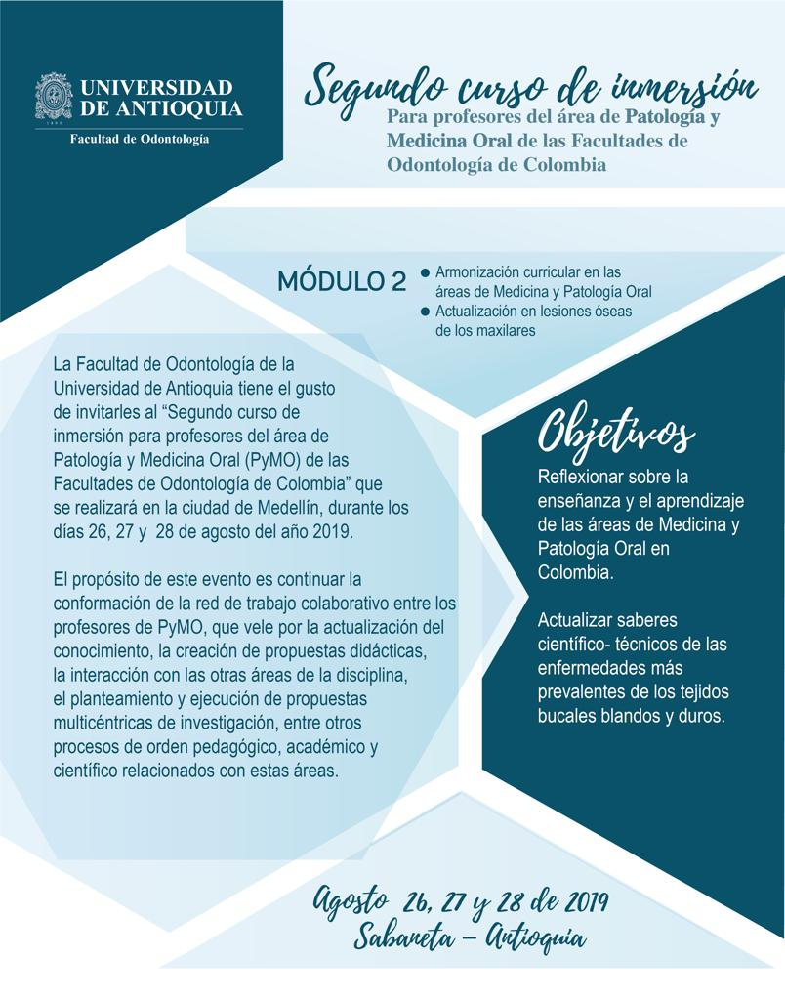 UNIVERSIDAD
DE ANTIOQUIA
1803
Facultad de Odontología
Segundo curso de inmersión
Para profesores del área de Patología y
Medicina Oral de las Facultades de
Odontología de Colombia
MÓDULO 2
● Armonización curricular en las
áreas de Medicina y Patología Oral
● Actualización en lesiones óseas
de los maxilares
La Facultad de Odontología de la
Universidad de Antioquia tiene el gusto
de invitarles al “Segundo curso de
inmersión para profesores del área de
Patología y Medicina Oral (PyMO) de las
Facultades de Odontología de Colombia” que
se realizará en la ciudad de Medellín, durante los
días 26, 27 y 28 de agosto del año 2019.
El propósito de este evento es continuar la
conformación de la red de trabajo colaborativo entre los
profesores de PyMO, que vele por la actualización del
conocimiento, la creación de propuestas didácticas,
la interacción con las otras áreas de la disciplina,
el planteamiento y ejecución de propuestas
multicéntricas de investigación, entre otros
procesos de orden pedagógico, académico y
científico relacionados con estas áreas.
Objetivos
Reflexionar sobre la
enseñanza y el aprendizaje
de las áreas de Medicina y
Patología Oral en
Colombia.
Actualizar saberes
científico- técnicos de las
enfermedades más
prevalentes de los tejidos
bucales blandos y duros.
Agosto 26, 27 y 28 de 2019
Sabaneta – Antioquia